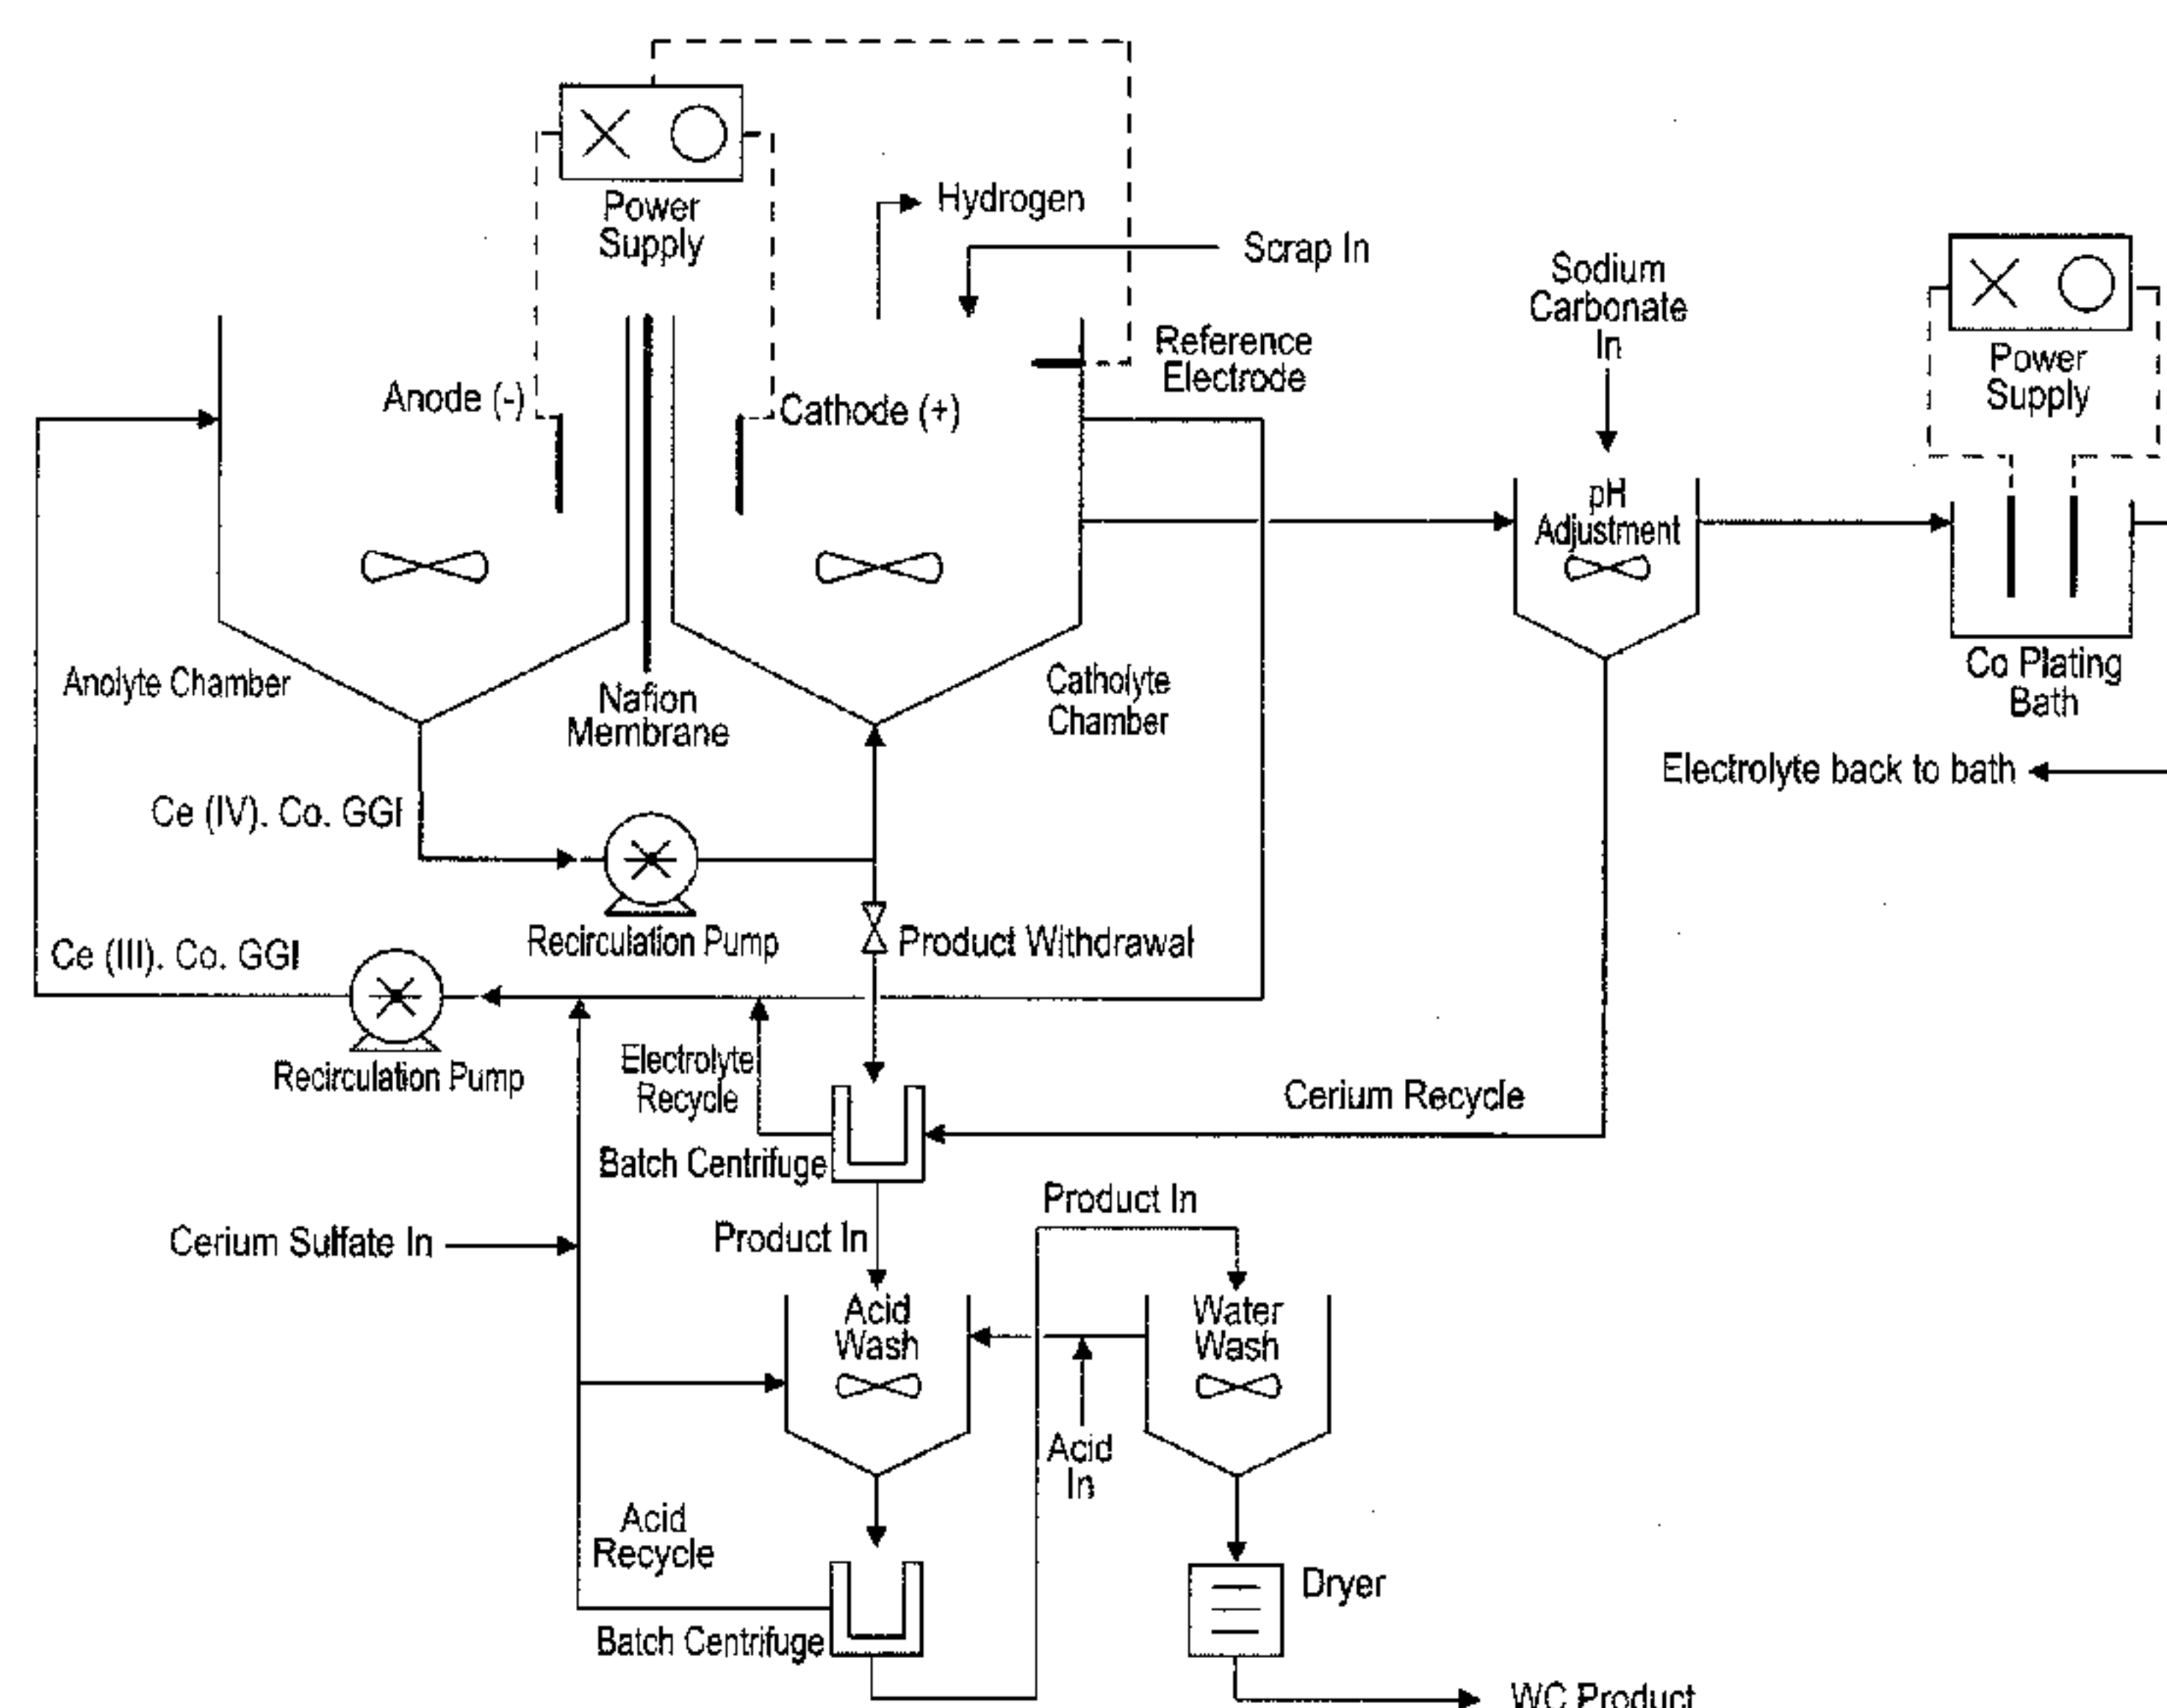 Power
Supply
Hydrogen
Scrap In
Sodium
Carbonate
In
Reference
Electrode
Power
Supply
Anode (-)
Cathode (+)
pH
Adjustment
Anolyte Chamber
Nafion
Membrane
Catholyte
Chamber
Co Plating
Bath
Electrolyte back to bath
Ce (IV). Co. GGI
Recirculation Pump
Product Withdrawal
Ce (III). Co. GGI
Recirculation Pump
Electrolyte
Recycle
Cerium Recycle
Batch Centrifuge
Product In
Cerium Sulfate In
Product In
Acid
Wash
Water
Wash
Acid
In
Acid
Recycle
Dryer
Batch Centrifuge
WC Product